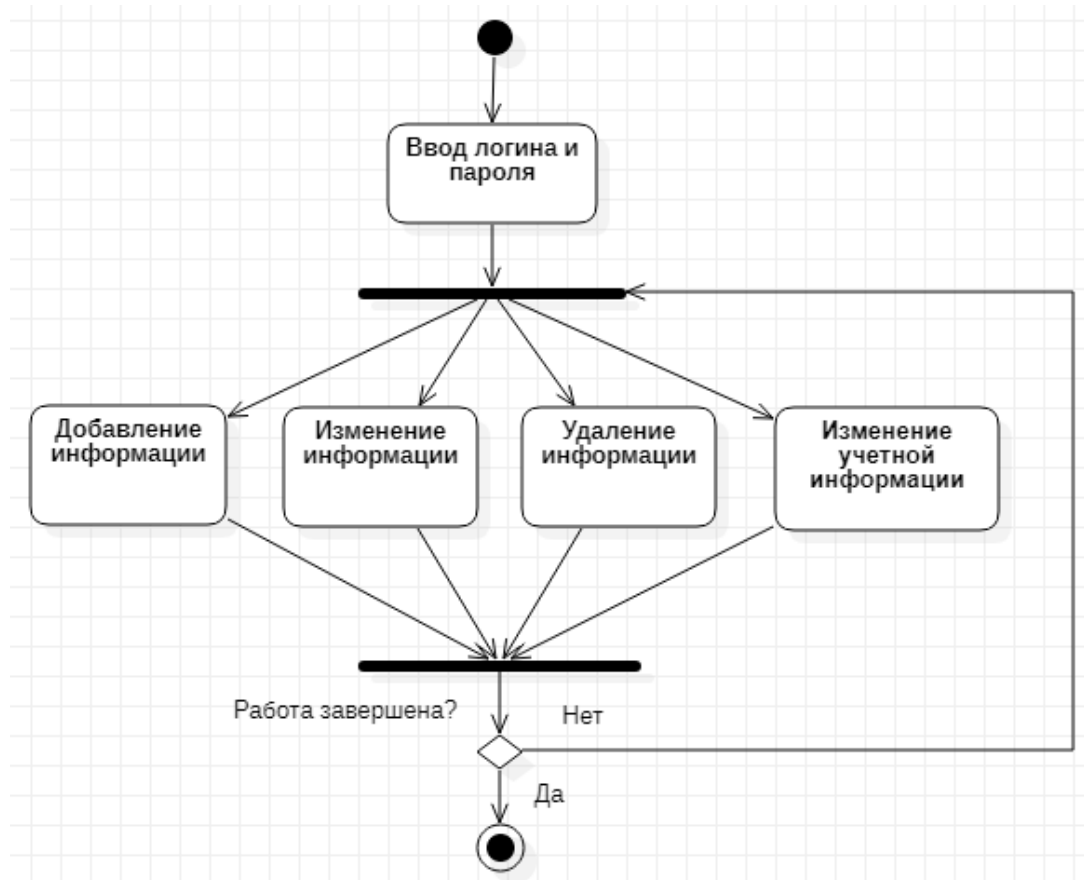 Ввод логина и
пароля
Добавление
информации
Изменение
информации
Удаление
информации
Изменение
учетной
информации
Работа завершена?
Нет
Да